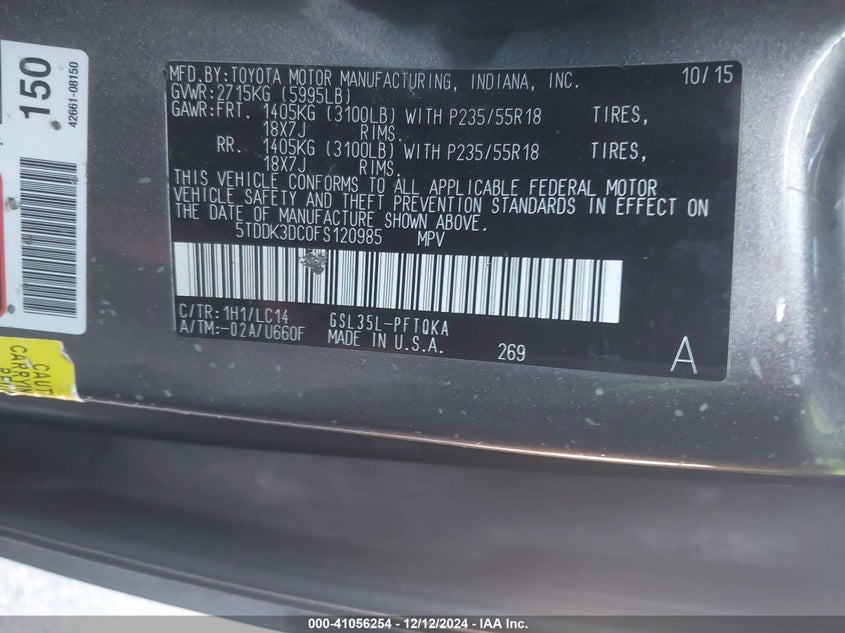 MFD.BY:TOYOTA MOTOR MANUFACTURING, INDIANA, INC. 10/15
GVWR:2715KG (5995LB)
GAWR:FRT. 1405KG (3100LB) WITH P235/55R18 TIRES,
18X7J RIMS.
RR. 1405KG (3100LB) WITH P235/55R18 TIRES,
18X7J RIMS.
THIS VEHICLE CONFORMS TO ALL APPLICABLE FEDERAL MOTOR
VEHICLE SAFETY AND THEFT PREVENTION STANDARDS IN EFFECT ON
THE DATE OF MANUFACTURE SHOWN ABOVE.
5TDDK3DC0FS120985 MPV
C/TR:1H1/LC14 GSL35L-PFTQKA
A/TM:-02A/U660F MADE IN U.S.A. 269 A
150
42661-08150
000-41056254 - 12/12/2024 - IAA Inc.